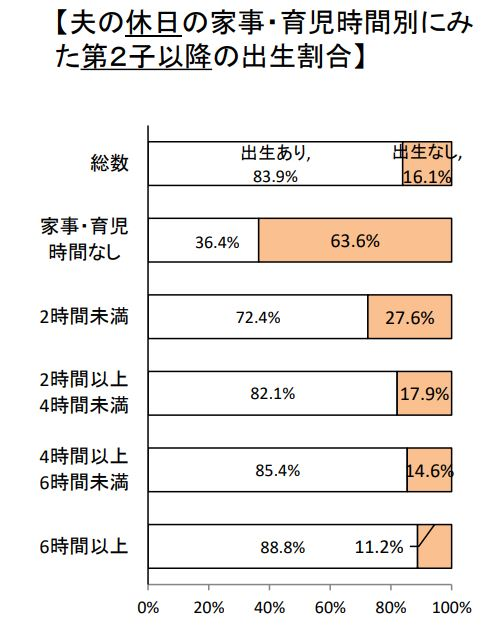 【夫の休日の家事・育児時間別にみ
た第２子以降の出生割合】
総数
出生あり,
83.9%
出生なし,
16.1%
家事・育児
時間なし
36.4%
63.6%
2時間未満
72.4%
27.6%
2時間以上
4時間未満
82.1%
17.9%
4時間以上
6時間未満
85.4%
14.6%
6時間以上
88.8%
11.2%
0%
20%
40%
60%
80%
100%